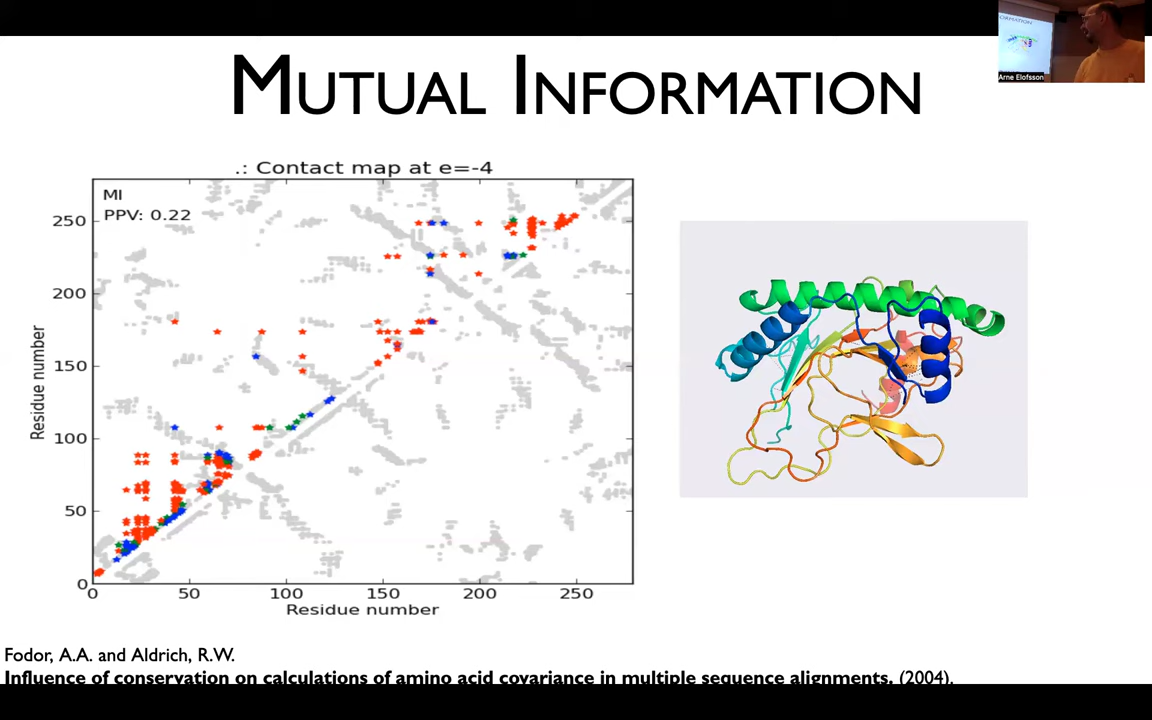 MUTUAL INFORMATION
ORMATION
Arne Elofsson
.: Contact map at e=-4
MI
PPV: 0.22
250
200
150
100
50
0
0 50 100 150 200 250
Residue number
Residue number
Fodor, A.A. and Aldrich, R.W.
Influence of conservation on calculations of amino acid covariance in multiple sequence alignments. (2004).